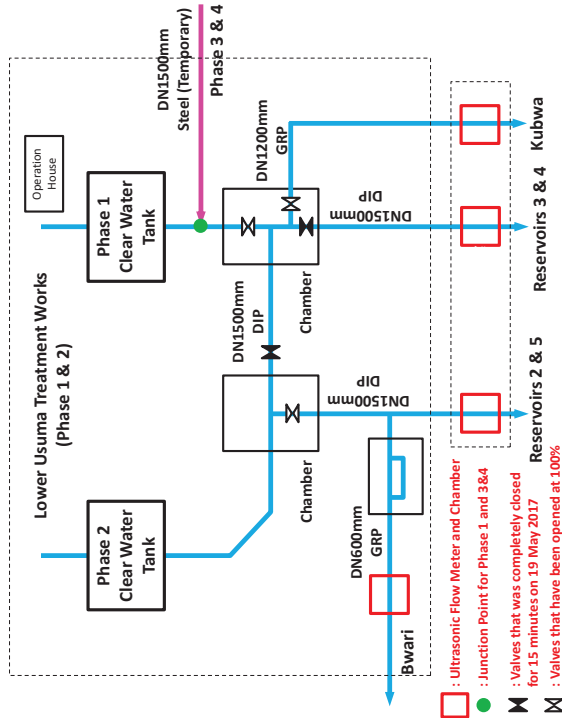 Lower Usuma Treatment Works
(Phase 1 & 2)
Operation
House
Phase 2
Clear Water
Tank
Phase 1
Clear Water
Tank
DN1500mm
Steel (Temporary)
Phase 3 & 4
DN1500mm
DIP
DN1200mm
GRP
Chamber
Chamber
DN1500mm
DIP
DN1500mm
DIP
DN600mm
GRP
Bwari
Reservoirs 2 & 5
Reservoirs 3 & 4
Kubwa
: Ultrasonic Flow Meter and Chamber
: Junction Point for Phase 1 and 3&4
: Valves that was completely closed
for 15 minutes on 19 May 2017
: Valves that have been opened at 100%